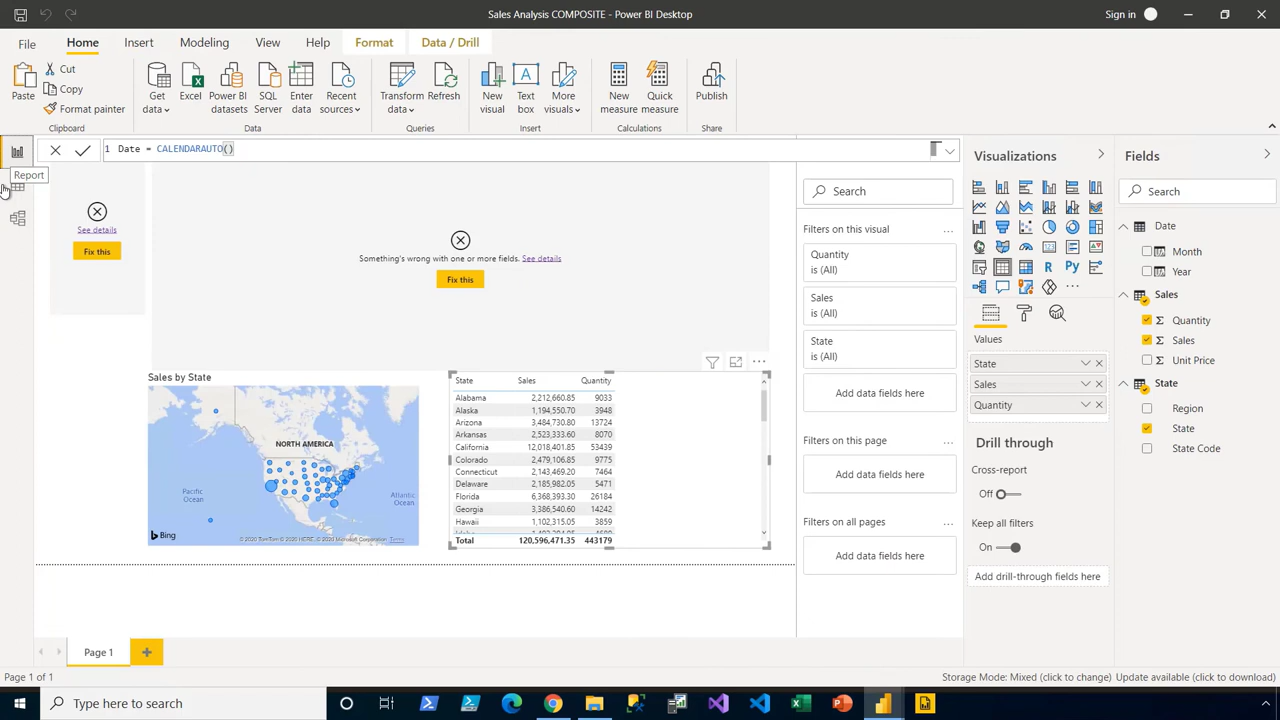 Sales Analysis COMPOSITE - Power BI Desktop
Sign in
File
Home
Insert
Modeling
View
Help
Format
Data / Drill
Paste
Cut
Copy
Format painter
Clipboard
Get data
Excel
Power BI datasets
SQL Server
Enter data
Recent sources
Data
Transform data
Refresh
Queries
New visual
Text box
More visuals
Insert
New measure
Quick measure
Calculations
Publish
Share
1 Date = CALENDARAUTO()
Report
See details
Fix this
Something's wrong with one or more fields. See details
Fix this
Sales by State
NORTH AMERICA
Pacific Ocean
Atlantic Ocean
Bing
© 2020 TomTom © 2020 HERE, © 2020 Microsoft Corporation Terms
State Sales Quantity
Alabama 2,212,660.85 9033
Alaska 1,194,550.70 3948
Arizona 3,484,730.80 13724
Arkansas 2,523,333.60 8070
California 12,018,401.85 53439
Colorado 2,479,106.85 9775
Connecticut 2,143,469.20 7464
Delaware 2,185,982.05 5471
Florida 6,368,393.30 26184
Georgia 3,386,540.60 14242
Hawaii 1,102,315.05 3859
Total 120,596,471.35 443179
Search
Filters on this visual ...
Quantity
is (All)
Sales
is (All)
State
is (All)
Add data fields here
Filters on this page ...
Add data fields here
Filters on all pages ...
Add data fields here
Visualizations
R
Py
Values
State
Sales
Quantity
Drill through
Cross-report
Off
Keep all filters
On
Add drill-through fields here
Fields
Search
Date
Month
Year
Sales
Quantity
Sales
Unit Price
State
Region
State
State Code
Page 1
Page 1 of 1
Storage Mode: Mixed (click to change)
Update available (click to download)
Type here to search